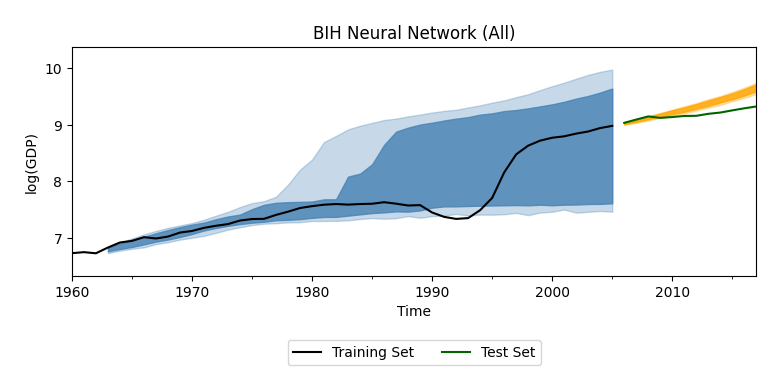 BIH Neural Network (All)
10
9
8
7
log(GDP)
1960 1970 1980 1990 2000 2010
Time
Training Set Test Set